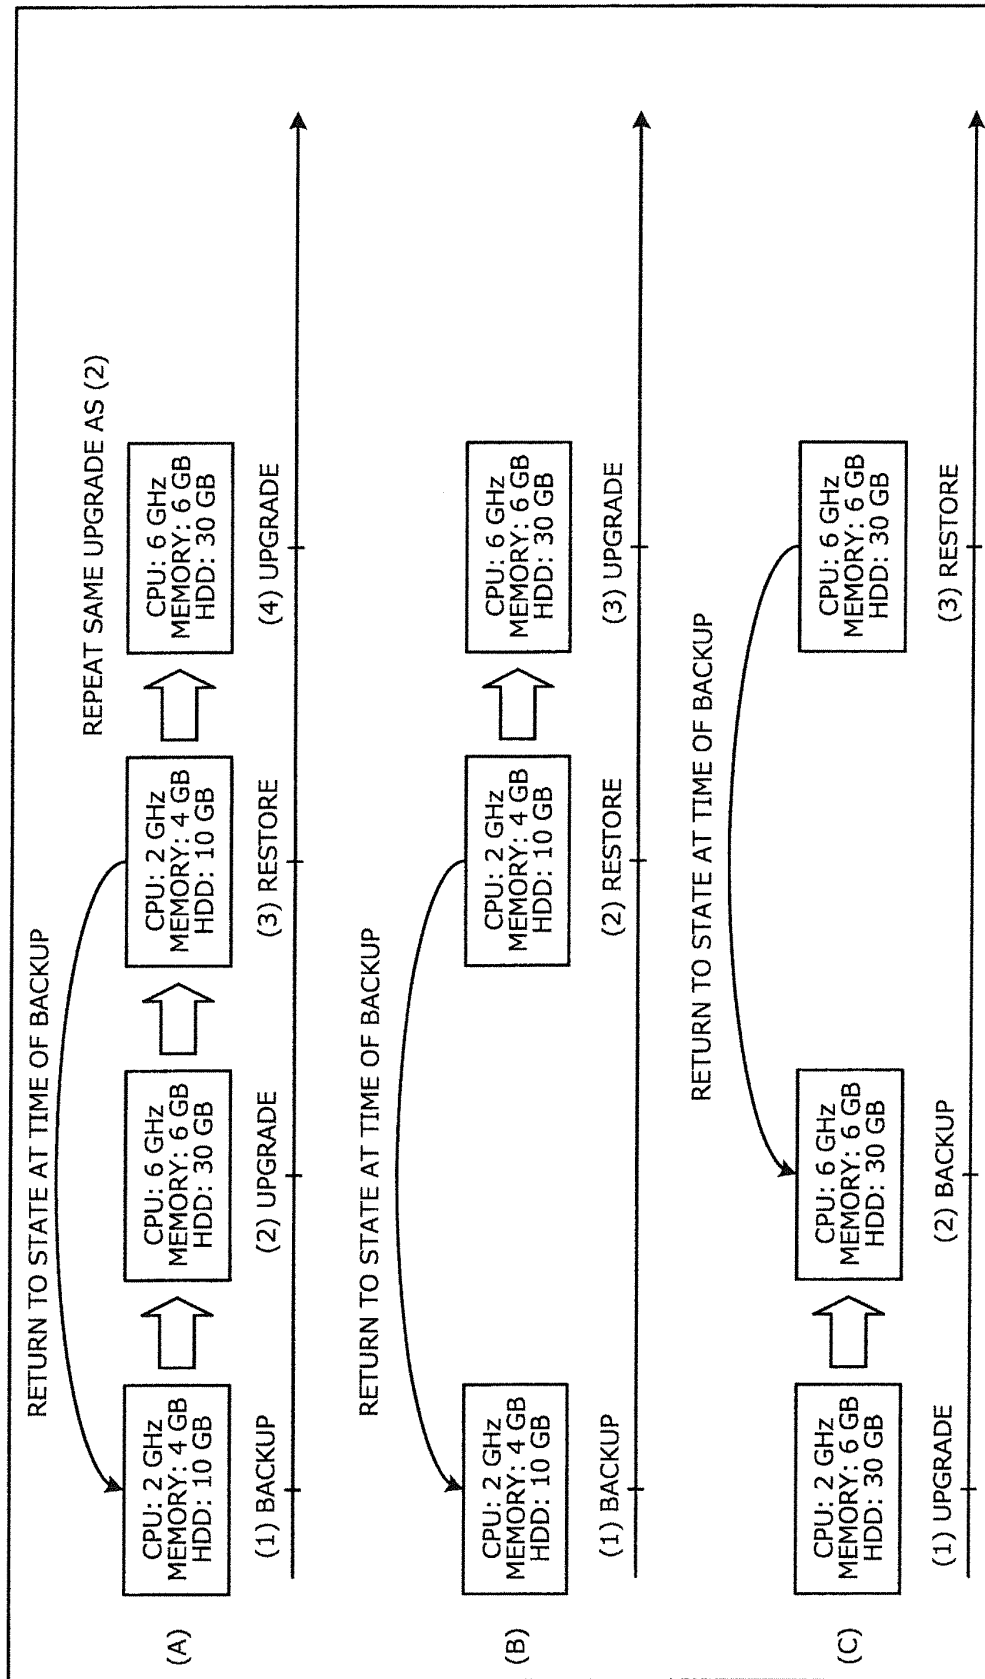 RETURN TO STATE AT TIME OF BACKUP
REPEAT SAME UPGRADE AS (2)
(A)
CPU: 2 GHz
MEMORY: 4 GB
HDD: 10 GB
CPU: 6 GHz
MEMORY: 6 GB
HDD: 30 GB
CPU: 2 GHz
MEMORY: 4 GB
HDD: 10 GB
CPU: 6 GHz
MEMORY: 6 GB
HDD: 30 GB
(1) BACKUP
(2) UPGRADE
(3) RESTORE
(4) UPGRADE
RETURN TO STATE AT TIME OF BACKUP
(B)
CPU: 2 GHz
MEMORY: 4 GB
HDD: 10 GB
CPU: 2 GHz
MEMORY: 4 GB
HDD: 10 GB
CPU: 6 GHz
MEMORY: 6 GB
HDD: 30 GB
(1) BACKUP
(2) RESTORE
(3) UPGRADE
RETURN TO STATE AT TIME OF BACKUP
(C)
CPU: 2 GHz
MEMORY: 6 GB
HDD: 30 GB
CPU: 6 GHz
MEMORY: 6 GB
HDD: 30 GB
CPU: 6 GHz
MEMORY: 6 GB
HDD: 30 GB
(1) UPGRADE
(2) BACKUP
(3) RESTORE